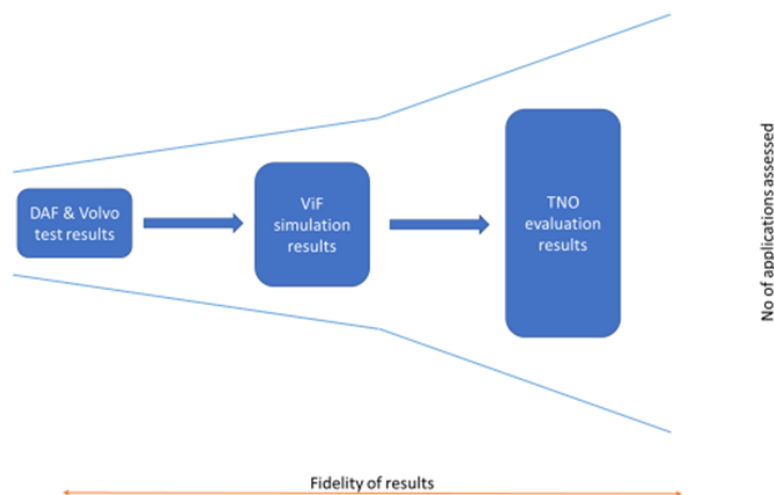 DAF & Volvo
test results
ViF
simulation
results
TNO
evaluation
results
No of applications assessed
Fidelity of results